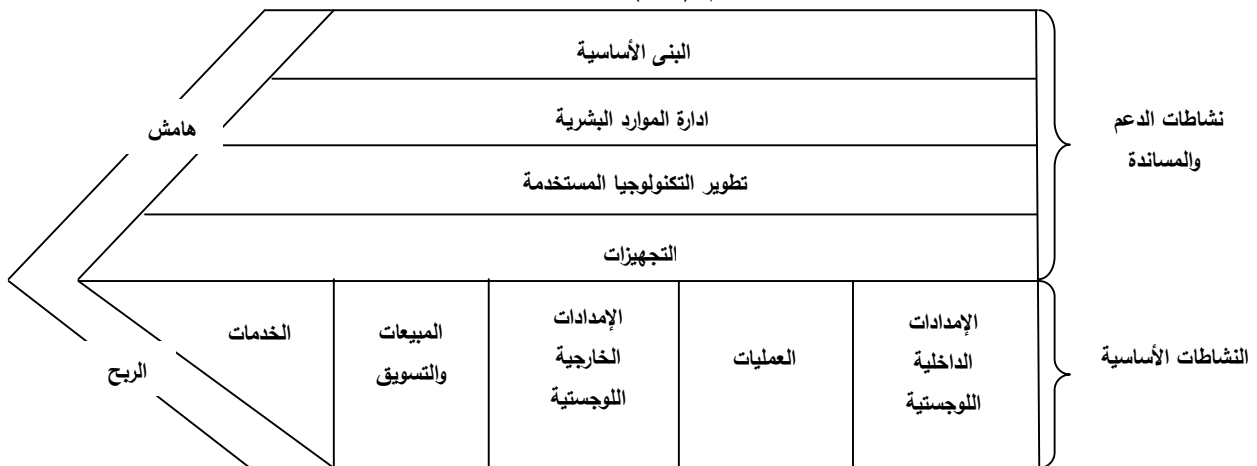 البنى الأساسية
ادارة الموارد البشرية
تطوير التكنولوجيا المستخدمة
التجهيزات
نشاطات الدعم
والمساندة
هامش
النشاطات الأساسية
الإمدادات
الداخلية
اللوجستية
العمليات
الإمدادات
الخارجية
اللوجستية
المبيعات
والتسويق
الخدمات
الربح